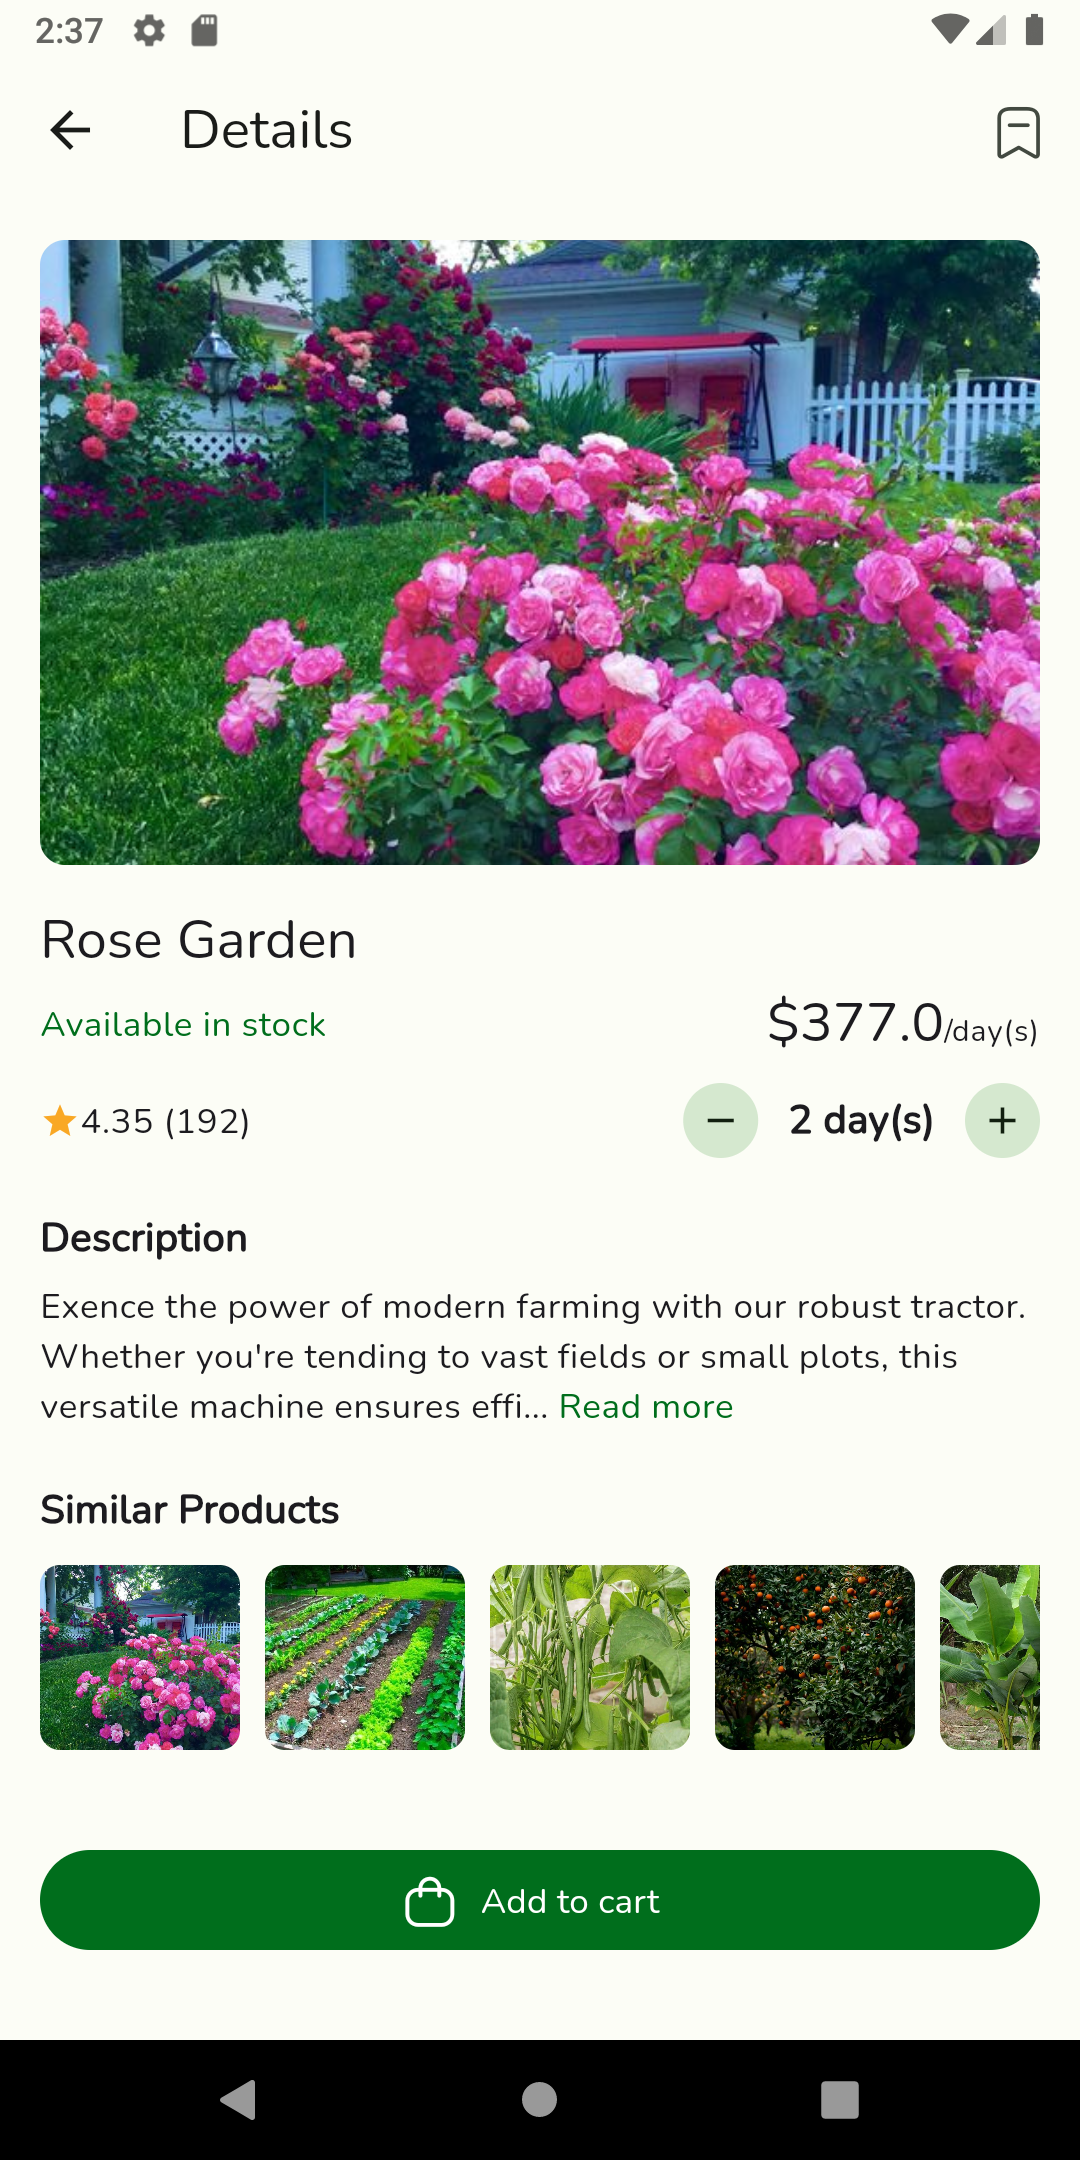 2:37
Details
Rose Garden
Available in stock
$377.0/day(s)
4.35 (192)
2 day(s)
Description
Exence the power of modern farming with our robust tractor.
Whether you're tending to vast fields or small plots, this
versatile machine ensures effi... Read more
Similar Products
Add to cart